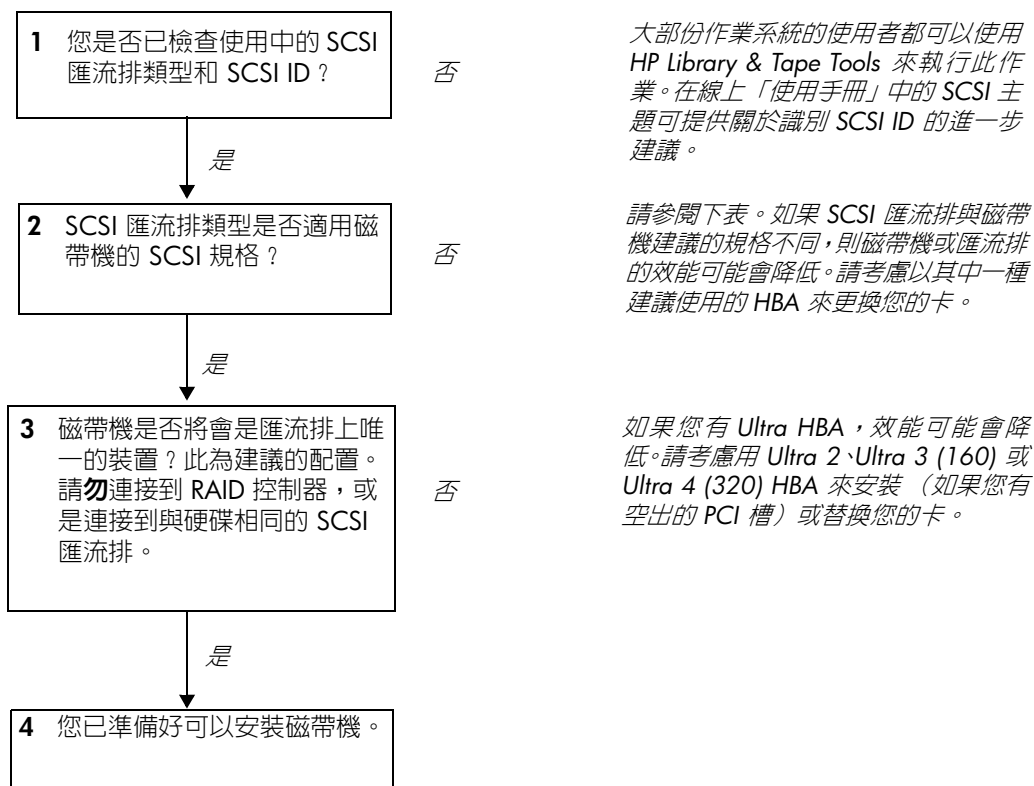 1 您是否已檢查使用中的 SCSI
匯流排類型和 SCSI ID？
否
大部份作業系統的使用者都可以使用
HP Library & Tape Tools 來執行此作
業。在線上「使用手冊」中的 SCSI 主
題可提供關於識別 SCSI ID 的進一步
建議。
是
2 SCSI 匯流排類型是否適用磁
帶機的 SCSI 規格？
否
請參閱下表。如果 SCSI 匯流排與磁帶
機建議的規格不同，則磁帶機或匯流排
的效能可能會降低。請考慮以其中一種
建議使用的 HBA 來更換您的卡。
是
3 磁帶機是否將會是匯流排上唯
一的裝置？此為建議的配置。
請勿連接到 RAID 控制器，或
是連接到與硬碟相同的 SCSI
匯流排。
否
如果您有 Ultra HBA，效能可能會降
低。請考慮用 Ultra 2、Ultra 3 (160) 或
Ultra 4 (320) HBA 來安裝 （如果您有
空出的 PCI 槽）或替換您的卡。
是
4 您已準備好可以安裝磁帶機。